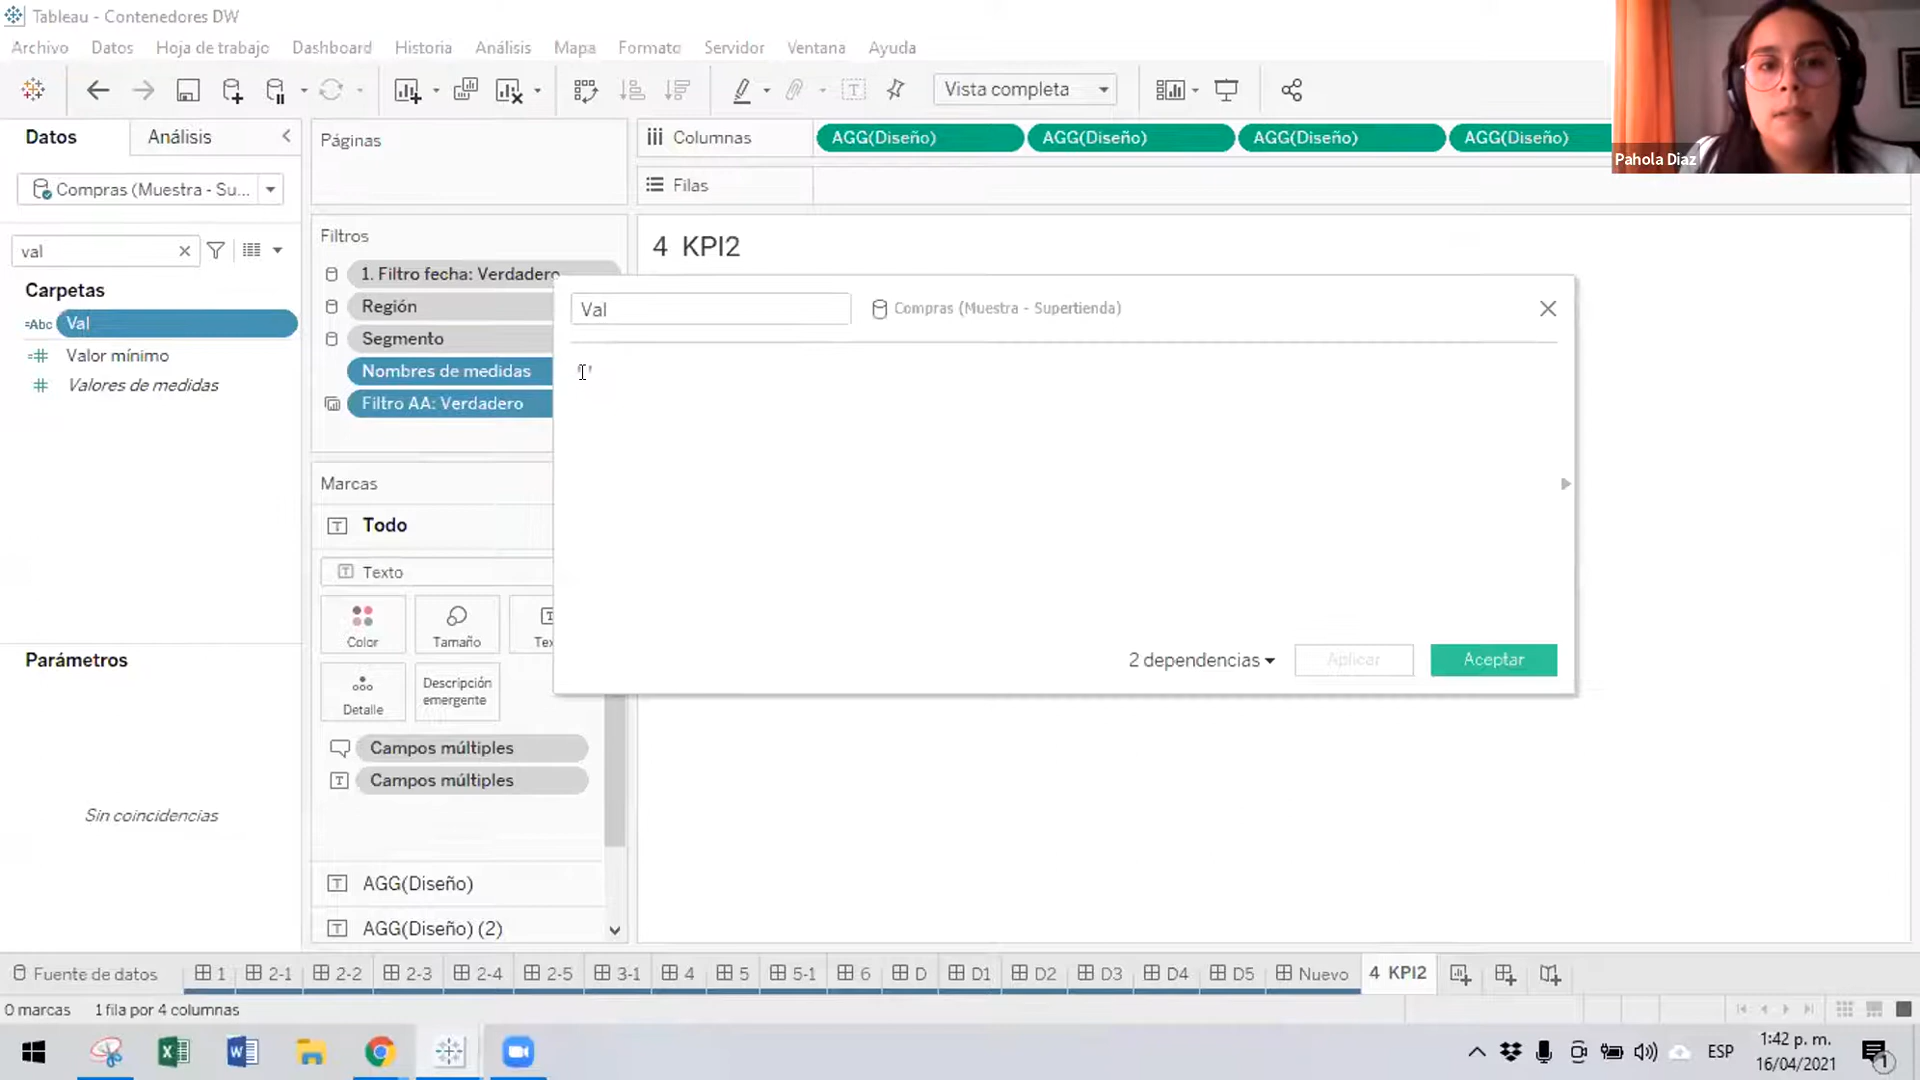 Tableau - Contenedores DW
Archivo Datos Hoja de trabajo Dashboard Historia Análisis Mapa Formato Servidor Ventana Ayuda
Vista completa
Datos Análisis
Compras (Muestra - Su...
val
Carpetas
=Abc Val
=# Valor mínimo
# Valores de medidas
Parámetros
Sin coincidencias
Páginas
Filtros
1. Filtro fecha: Verdadero
Región
Segmento
Nombres de medidas
Filtro AA: Verdadero
Marcas
Todo
Texto
Color Tamaño
Detalle Descripción
emergente
Campos múltiples
Campos múltiples
AGG(Diseño)
AGG(Diseño) (2)
Columnas AGG(Diseño) AGG(Diseño) AGG(Diseño) AGG(Diseño)
Filas
4 KPI2
Val Compras (Muestra - Supertienda)
2 dependencias Aplicar Aceptar
Pahola Diaz
Fuente de datos 1 2-1 2-2 2-3 2-4 2-5 3-1 4 5 5-1 6 D D1 D2 D3 D4 D5 Nuevo 4 KPI2
0 marcas 1 fila por 4 columnas
ESP
1:42 p. m.
16/04/2021
1